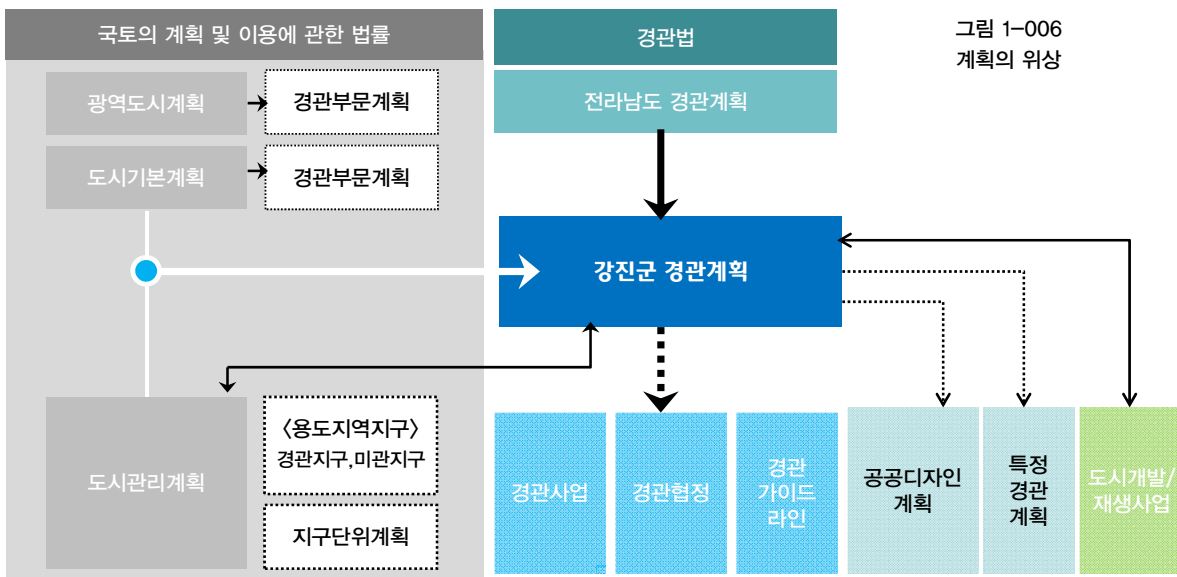 국토의 계획 및 이용에 관한 법률
광역도시계획
경관부문계획
도시기본계획
경관부문계획
도시관리계획
〈용도지역지구〉
경관지구,미관지구
지구단위계획
경관법
전라남도 경관계획
강진군 경관계획
경관사업
경관협정
경관
가이드
라인
공공디자인
계획
특정
경관
계획
도시개발/
재생사업
그림 1-006
계획의 위상